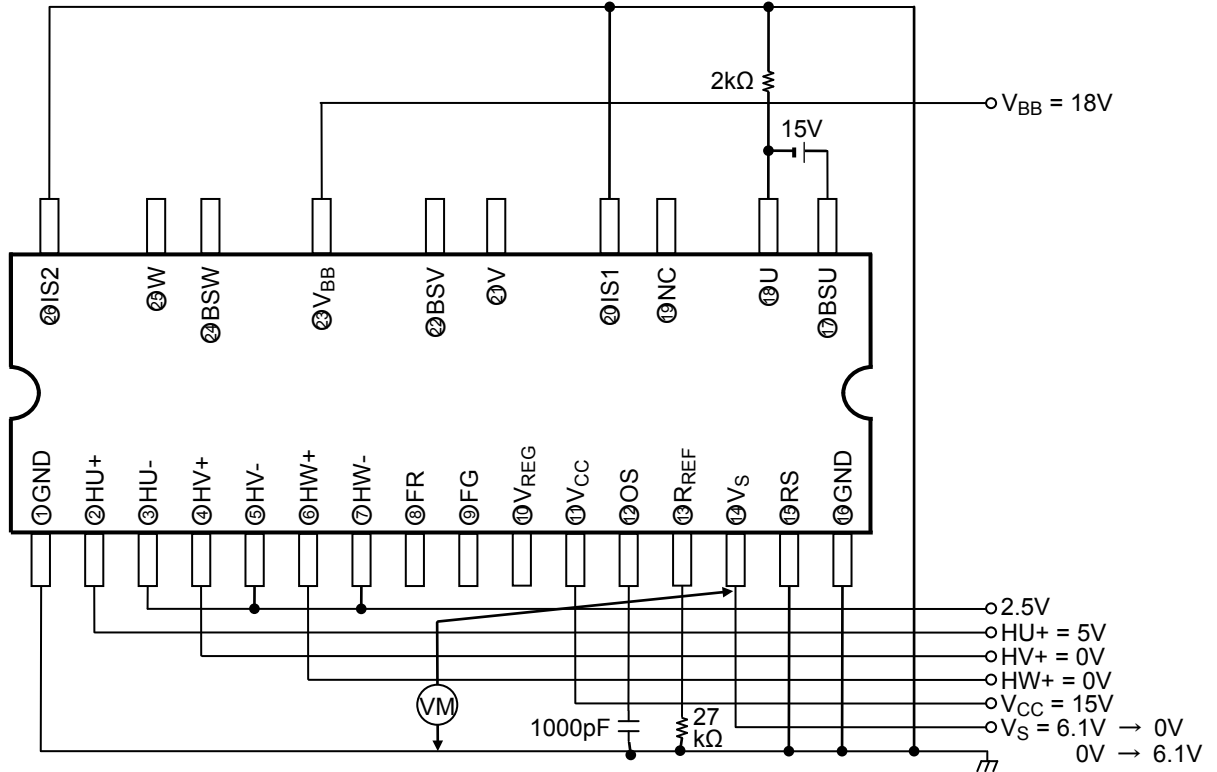 2kΩ
V_BB = 18V
15V
㉖IS2
㉕W
㉔BSW
㉓V_BB
㉒BSV
㉑V
⑳IS1
⑲NC
⑱U
⑰BSU
①GND
②HU+
③HU-
④HV+
⑤HV-
⑥HW+
⑦HW-
⑧FR
⑨FG
⑩V_REG
⑪V_CC
⑫OS
⑬R_REF
⑭V_S
⑮RS
⑯GND
2.5V
HU+ = 5V
HV+ = 0V
HW+ = 0V
V_CC = 15V
V_S = 6.1V → 0V
0V → 6.1V
VM
1000pF
27
kΩ